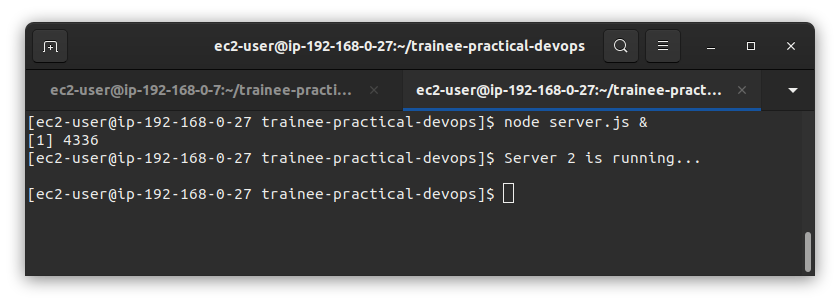 ec2-user@ip-192-168-0-27:~/trainee-practical-devops
ec2-user@ip-192-168-0-7:~/trainee-practi...
ec2-user@ip-192-168-0-27:~/trainee-pract...
[ec2-user@ip-192-168-0-27 trainee-practical-devops]$ node server.js &
[1] 4336
[ec2-user@ip-192-168-0-27 trainee-practical-devops]$ Server 2 is running...
[ec2-user@ip-192-168-0-27 trainee-practical-devops]$